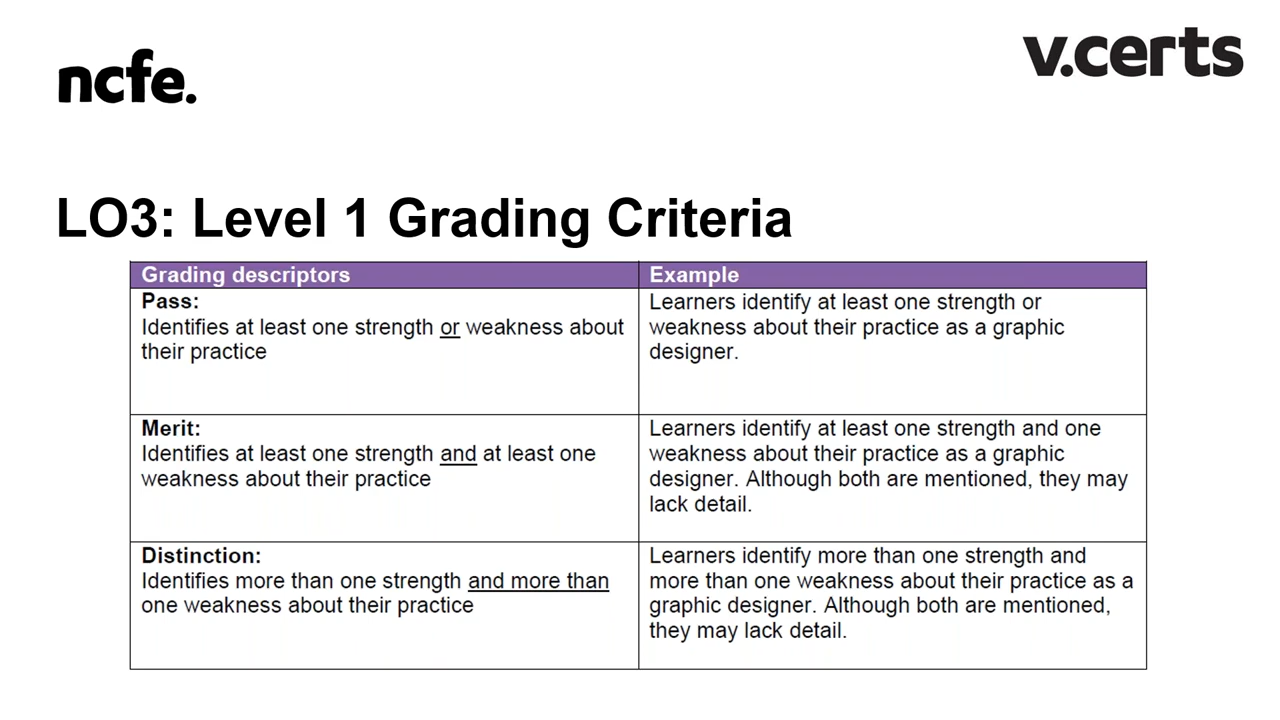 ncfe.
v.certs
LO3: Level 1 Grading Criteria
Grading descriptors
Example
Pass:
Identifies at least one strength or weakness about
their practice
Learners identify at least one strength or
weakness about their practice as a graphic
designer.
Merit:
Identifies at least one strength and at least one
weakness about their practice
Learners identify at least one strength and one
weakness about their practice as a graphic
designer. Although both are mentioned, they may
lack detail.
Distinction:
Identifies more than one strength and more than
one weakness about their practice
Learners identify more than one strength and
more than one weakness about their practice as a
graphic designer. Although both are mentioned,
they may lack detail.